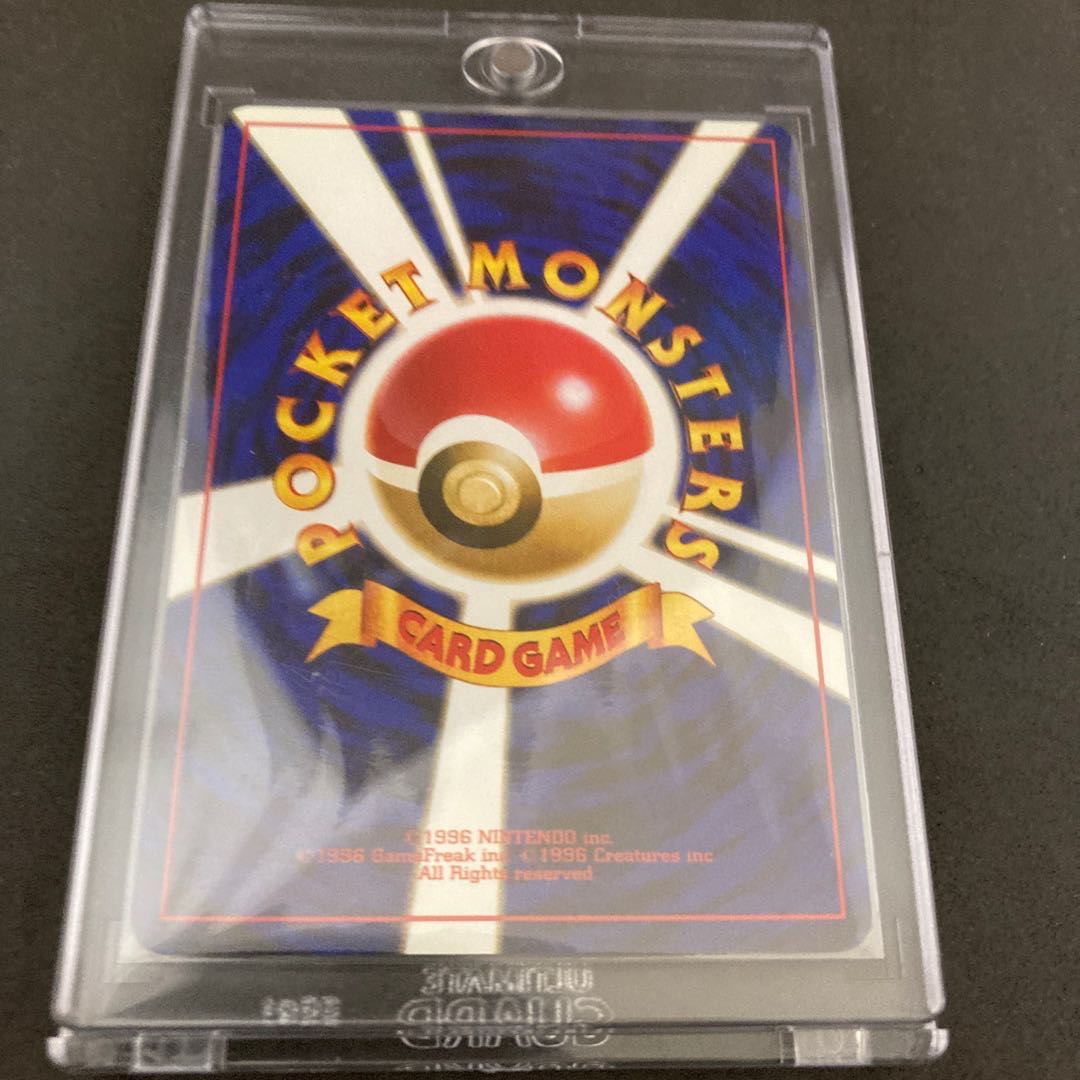 POCKET MONSTERS
CARD GAME
©1996 NINTENDO inc.
©1996 GameFreak inc. ©1996 Creatures inc
All Rights reserved